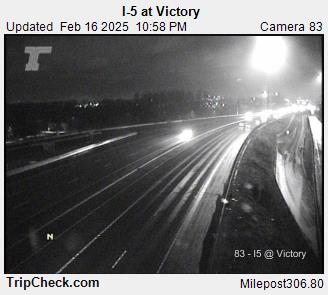 I-5 at Victory
Updated  Feb 16 2025  10:58 PM  Camera 83
T
N
83 - I5 @ Victory
TripCheck.com  Milepost306.80